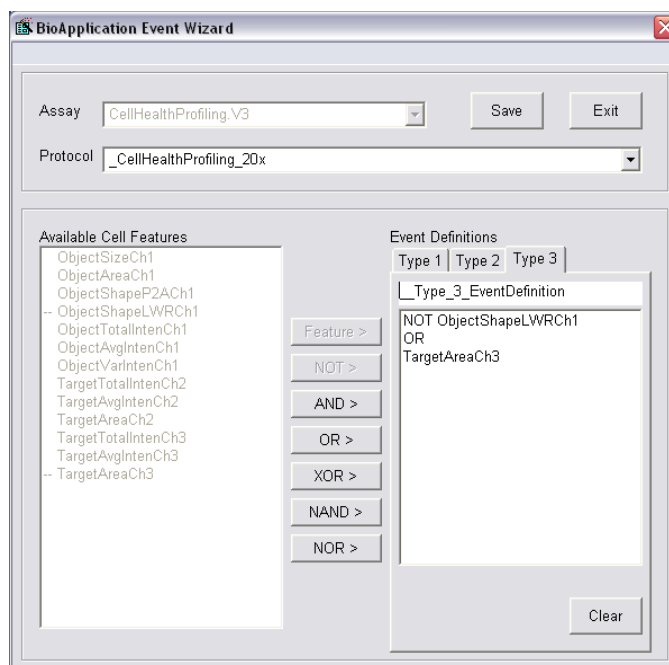 BioApplication Event Wizard
Assay
CellHealthProfiling.V3
Save
Exit
Protocol
_CellHealthProfiling_20x
Available Cell Features
ObjectSizeCh1
ObjectAreaCh1
ObjectShapeP2ACh1
-- ObjectShapeLWRCh1
ObjectTotalIntenCh1
ObjectAvgIntenCh1
ObjectVarIntenCh1
TargetTotalIntenCh2
TargetAvgIntenCh2
TargetAreaCh2
TargetTotalIntenCh3
TargetAvgIntenCh3
-- TargetAreaCh3
Feature >
NOT >
AND >
OR >
XOR >
NAND >
NOR >
Event Definitions
Type 1 Type 2 Type 3
__Type_3_EventDefinition
NOT ObjectShapeLWRCh1
OR
TargetAreaCh3
Clear